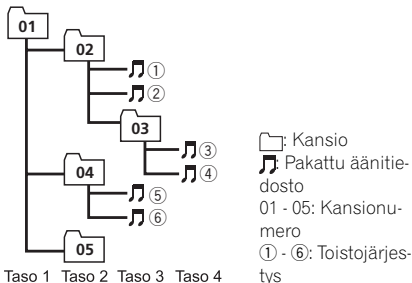 01
02
①
②
03
③
④
04
⑤
⑥
05
Taso 1 Taso 2 Taso 3 Taso 4
: Kansio
: Pakattu äänitie-
dosto
01 - 05: Kansionu-
mero
① - ⑥: Toistojärjes-
tys